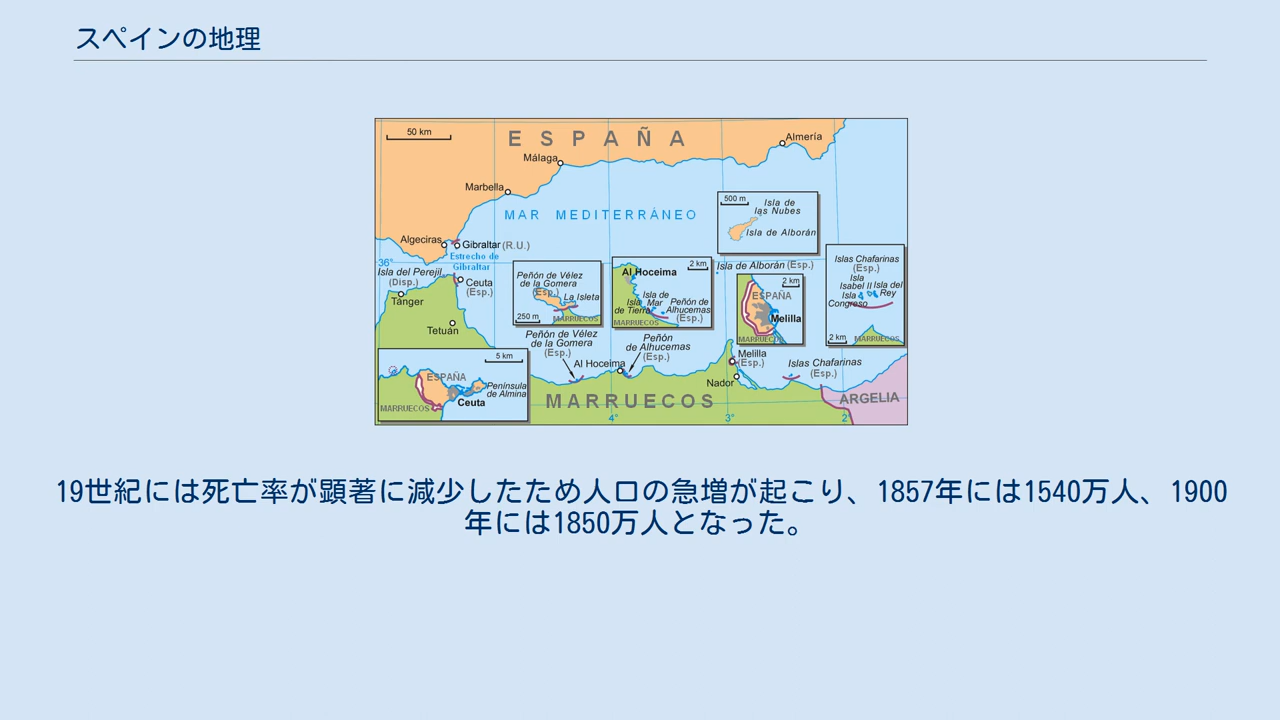 スペインの地理
50 km
ESPAÑA
Almería
Málaga
Marbella
MAR MEDITERRÁNEO
500 m
Isla de
las Nubes
Isla de Alborán
Algeciras
Gibraltar (R.U.)
Estrecho de
Gibraltar
36°
Isla del Perejil
(Disp.)
Ceuta
(Esp.)
Tánger
Tetuán
Peñón de Vélez
de la Gomera
(Esp.)
La Isleta
250 m
MARRUECOS
Al Hoceima
2 km
Isla de
Isla Mar
de Tierra
Peñón de
Alhucemas
(Esp.)
MARRUECOS
Isla de Alborán (Esp.)
2 km
ESPAÑA
Melilla
MARRUECOS
Islas Chafarinas
(Esp.)
Isla
Isabel II
Isla del
Rey
Isla
Congreso
2 km
MARRUECOS
Peñón de Vélez
de la Gomera
(Esp.)
Peñón
de Alhucemas
(Esp.)
Al Hoceima
Melilla
(Esp.)
Nador
Islas Chafarinas
(Esp.)
5 km
ESPAÑA
Península
de Almina
Ceuta
MARRUECOS
MARRUECOS
ARGELIA
4°
3°
2°
19世紀には死亡率が顕著に減少したため人口の急増が起こり、1857年には1540万人、1900
年には1850万人となった。